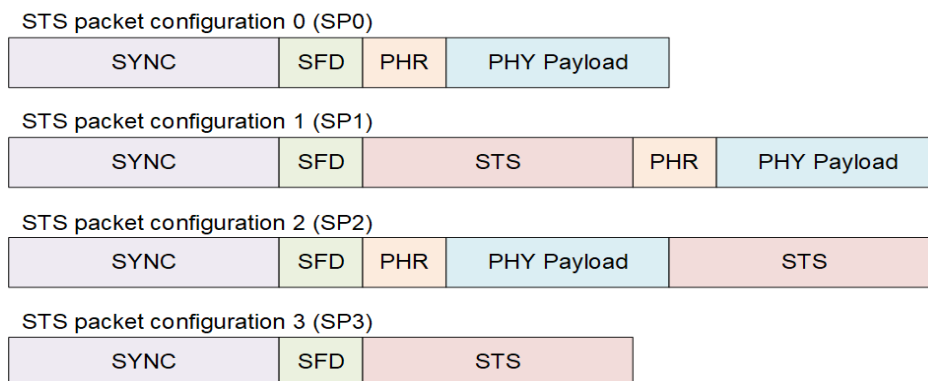 STS packet configuration 0 (SP0)
SYNC SFD PHR PHY Payload
STS packet configuration 1 (SP1)
SYNC SFD STS PHR PHY Payload
STS packet configuration 2 (SP2)
SYNC SFD PHR PHY Payload STS
STS packet configuration 3 (SP3)
SYNC SFD STS